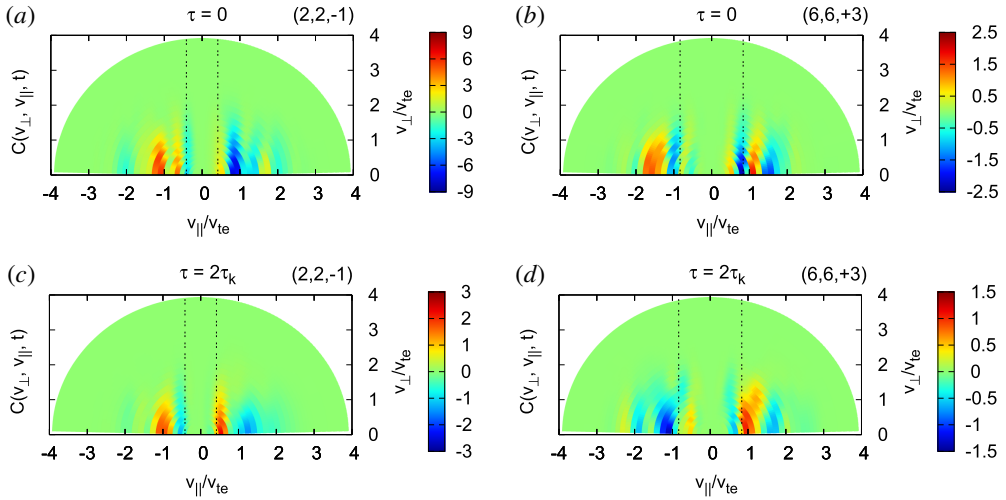 (a) τ = 0 (2,2,-1)
C(v⊥, v||, t)
-4 -3 -2 -1 0 1 2 3 4
v||/vte
0 1 2 3 4
v⊥/vte
9 6 3 0 -3 -6 -9
(b) τ = 0 (6,6,+3)
C(v⊥, v||, t)
-4 -3 -2 -1 0 1 2 3 4
v||/vte
4 3 2 1 0
v⊥/vte
2.5 1.5 0.5 -0.5 -1.5 -2.5
(c) τ = 2τk (2,2,-1)
C(v⊥, v||, t)
-4 -3 -2 -1 0 1 2 3 4
v||/vte
4 3 2 1 0
v⊥/vte
3 2 1 0 -1 -2 -3
(d) τ = 2τk (6,6,+3)
C(v⊥, v||, t)
-4 -3 -2 -1 0 1 2 3 4
v||/vte
4 3 2 1 0
v⊥/vte
1.5 1 0.5 0 -0.5 -1 -1.5